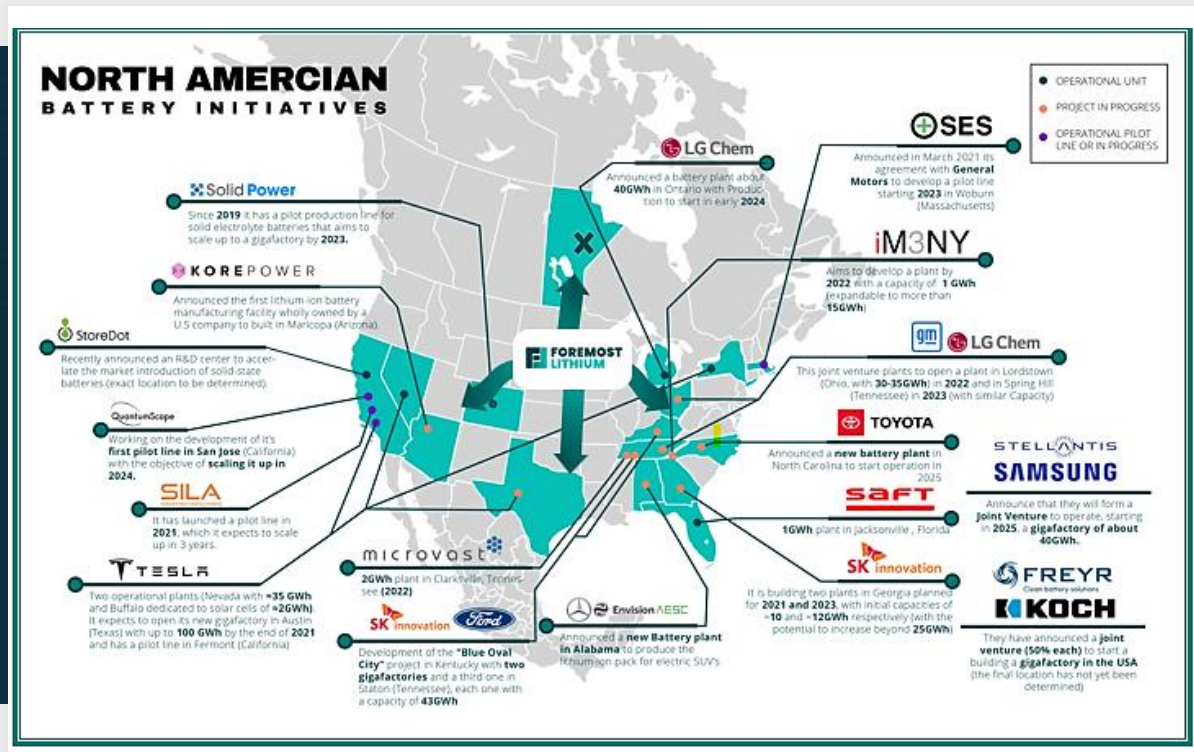 NORTH AMERCIAN
BATTERY INITIATIVES
OPERATIONAL UNIT
PROJECT IN PROGRESS
OPERATIONAL PILOT
LINE OR IN PROGRESS
Solid Power
Since 2019 it has a pilot production line for
solid electrolyte batteries that aims to
scale up to a gigafactory by 2023.
KOREPOWER
Announced the first lithium-ion battery
manufacturing facility wholly owned by a
U.S company to built in Maricopa (Arizona).
StoreDot
Recently announced an R&D center to accer-
late the market introduction of solid-state
batteries (exact location to be determined).
QuantumScape
Working on the development of it's
first pilot line in San Jose (California)
with the objective of scaling it up in
2024.
SILA
It has launched a pilot line in
2021, which it expects to scale
up in 3 years.
TESLA
Two operational plants (Nevada with ≈35 GWh
and Buffalo dedicated to solar cells of ≈2GWh)
It expects to open its new gigafactory in Austin
(Texas) with up to 100 GWh by the end of 2021
and has a pilot line in Fermont (California)
LG Chem
Announced a battery plant about
40GWh in Ontario with Produc-
tion to start in early 2024
FOREMOST
LITHIUM
microvast
2GWh plant in Clarksville, Tennes-
see (2022)
SK innovation Ford
Development of the "Blue Oval
City" project in Kentucky with two
gigafactories and a third one in
Staton (Tennessee), each one with
a capacity of 43GWh
Envision AESC
Announced a new Battery plant
in Alabama to produce the
lithium-ion pack for electric SUV's
SES
Announced in March 2021 its
agreement with General
Motors to develop a pilot line
starting 2023 in Woburn
(Massachusetts)
iM3NY
Aims to develop a plant by
2022 with a capacity of 1 GWh
(expandable to more than
15GWh)
gm LG Chem
This joint venture plants to open a plant in Lordstown
(Ohio, with 30-35GWh) in 2022 and in Spring Hill
(Tennessee) in 2023 (with similar Capacity)
TOYOTA
Announced a new battery plant in
North Carolina to start operation in
2025
saft
1GWh plant in Jacksonville, Florida
SK innovation
It is building two plants in Georgia planned
for 2021 and 2023, with initial capacities of
≈10 and ≈12GWh respectively (with the
potential to increase beyond 25GWh)
STELLANTIS
SAMSUNG
Announce that they will form a
Joint Venture to operate, starting
in 2025, a gigafactory of about
40GWh.
FREYR
Clean battery solutions
KOCH
They have announced a joint
venture (50% each) to start a
building a gigafactory in the USA
(the final location has not yet been
determined)